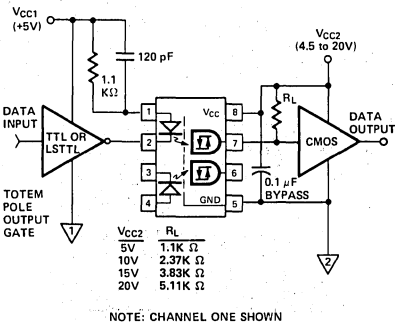 VCC1
(+5V)
120 pF
1.1
KΩ
VCC2
(4.5 to 20V)
RL
DATA
INPUT
TTL OR
LSTTL
1
2
3
4
VCC
GND
8
7
6
5
CMOS
DATA
OUTPUT
0.1 μF
BYPASS
TOTEM
POLE
OUTPUT
GATE
1
2
VCC2 RL
5V 1.1K Ω
10V 2.37K Ω
15V 3.83K Ω
20V 5.11K Ω
NOTE: CHANNEL ONE SHOWN